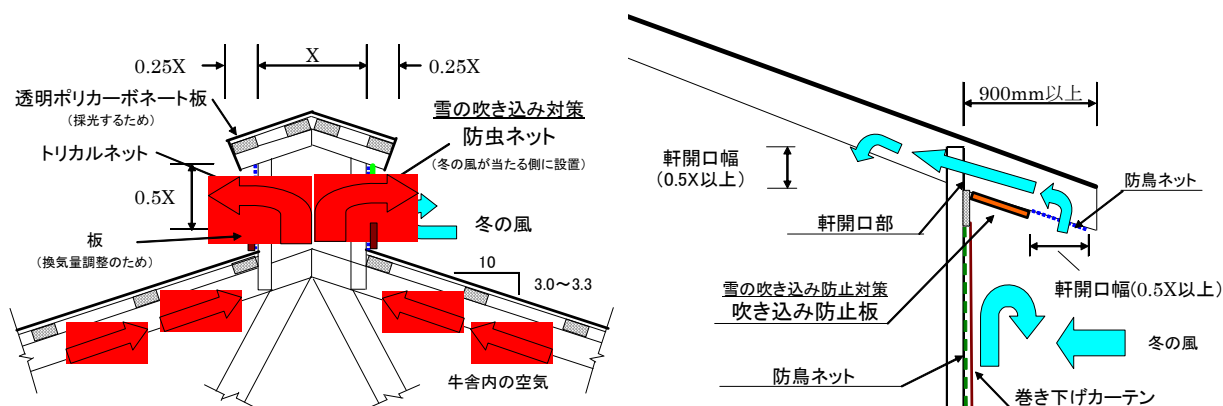 0.25X
X
0.25X
透明ポリカーボネート板
(採光するため)
トリカルネット
雪の吹き込み対策
防虫ネット
(冬の風が当たる側に設置)
0.5X
板
(換気量調整のため)
冬の風
10
3.0～3.3
牛舎内の空気
900mm以上
軒開口幅
(0.5X以上)
防鳥ネット
軒開口部
雪の吹き込み防止対策
吹き込み防止板
軒開口幅(0.5X以上)
冬の風
防鳥ネット
巻き下げカーテン